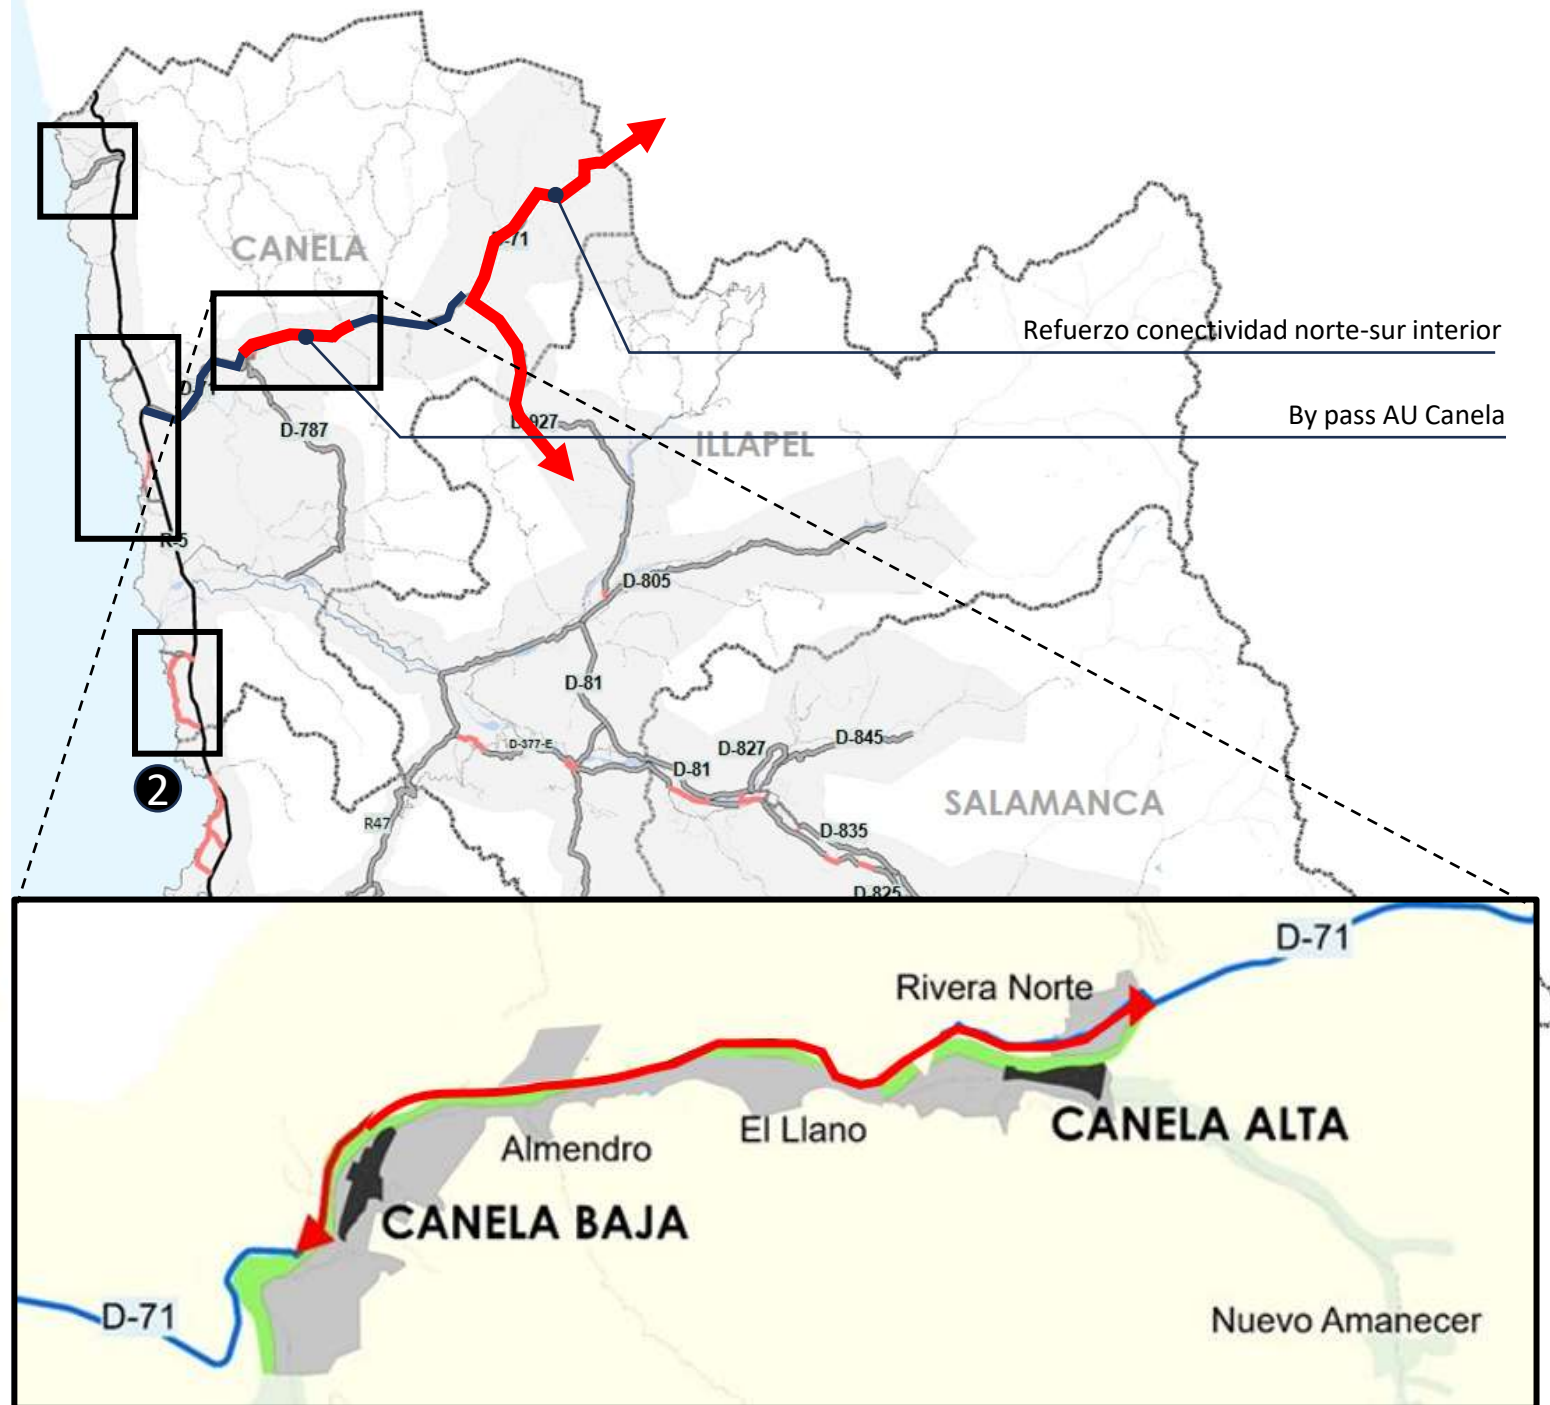 CANELA
-71
Refuerzo conectividad norte-sur interior
By pass AU Canela
D-787
D-927
ILLAPEL
R-5
D-805
D-81
D-377-E
D-827
D-845
D-81
SALAMANCA
2
R47
D-835
D-825
D-71
Rivera Norte
CANELA ALTA
El Llano
Almendro
CANELA BAJA
D-71
Nuevo Amanecer